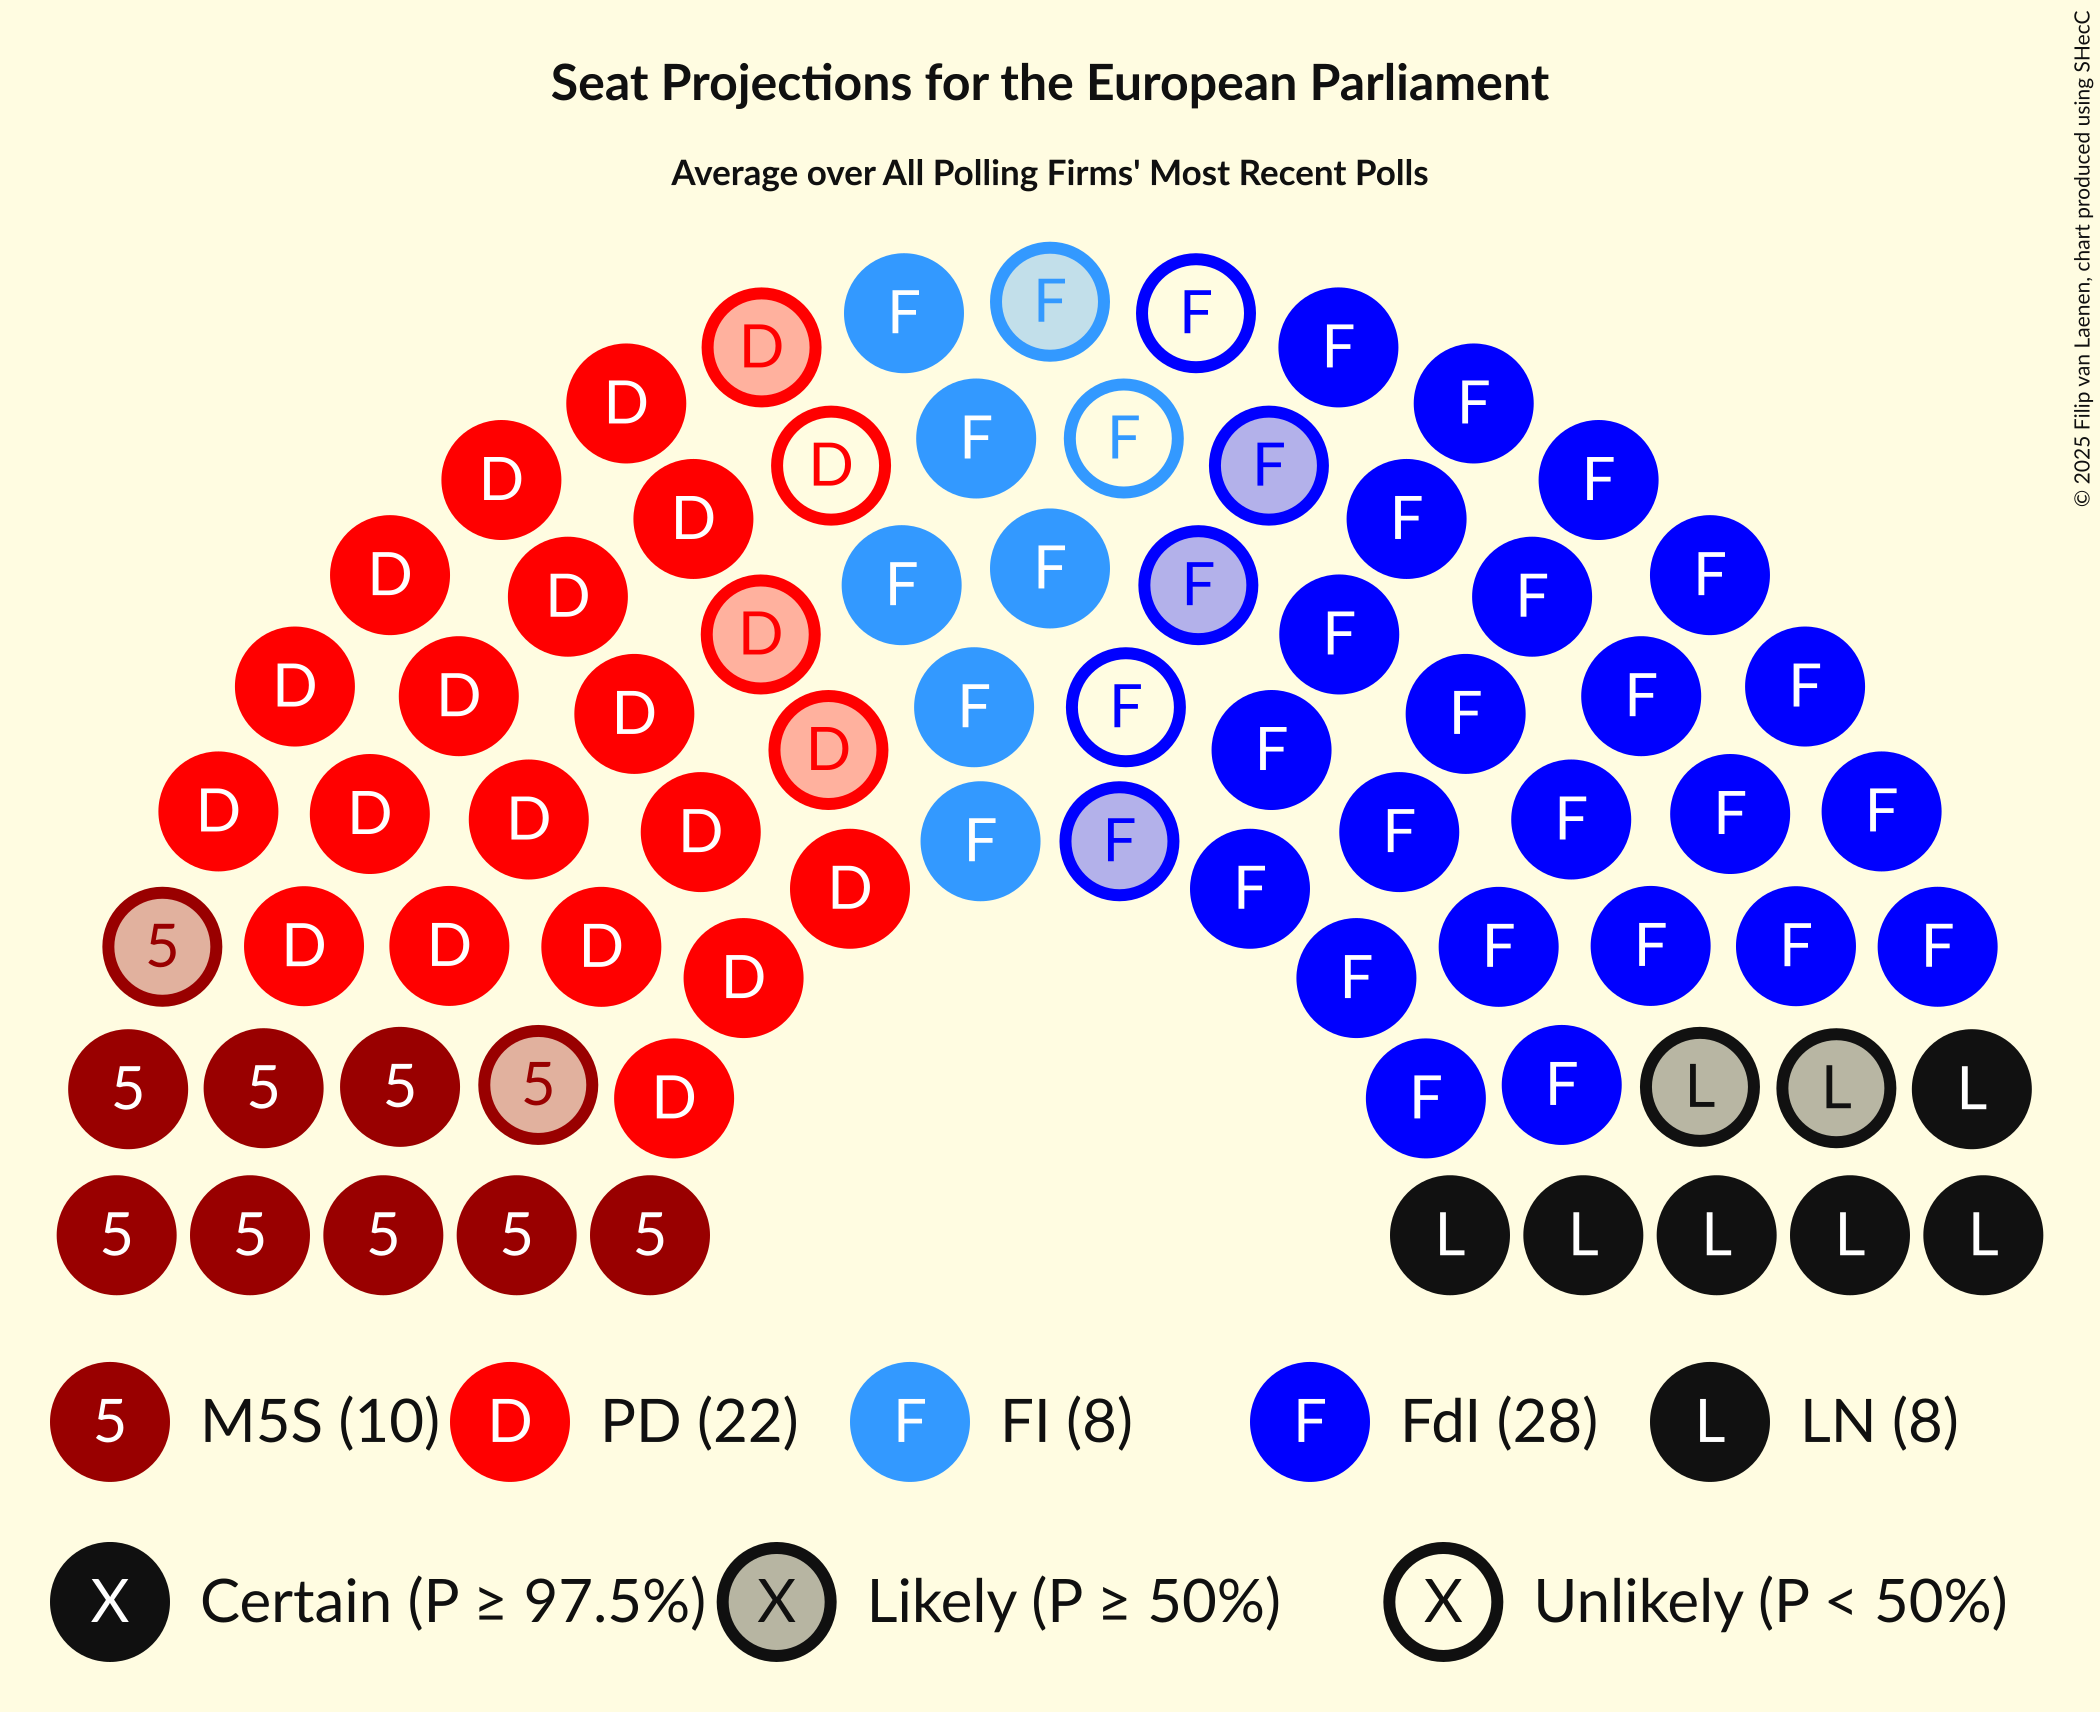 Seat Projections for the European Parliament
Average over All Polling Firms' Most Recent Polls
© 2025 Filip van Laenen, chart produced using SHecC
F
F F
D F
D F F
D F
D D F F
D F
D F F F
D D F F
D F
D D F F
D D F F
D D F F
F F
D D F F
D D F F
D D F F
D F F F
D D F F
5 D D D F F F F
D F
5 5 5 5 F L L L
D F
5 5 5 5 5 L L L L L
5 M5S (10) D PD (22) F FI (8) F FdI (28) L LN (8)
X Certain (P ≥ 97.5%) X Likely (P ≥ 50%) X Unlikely (P < 50%)